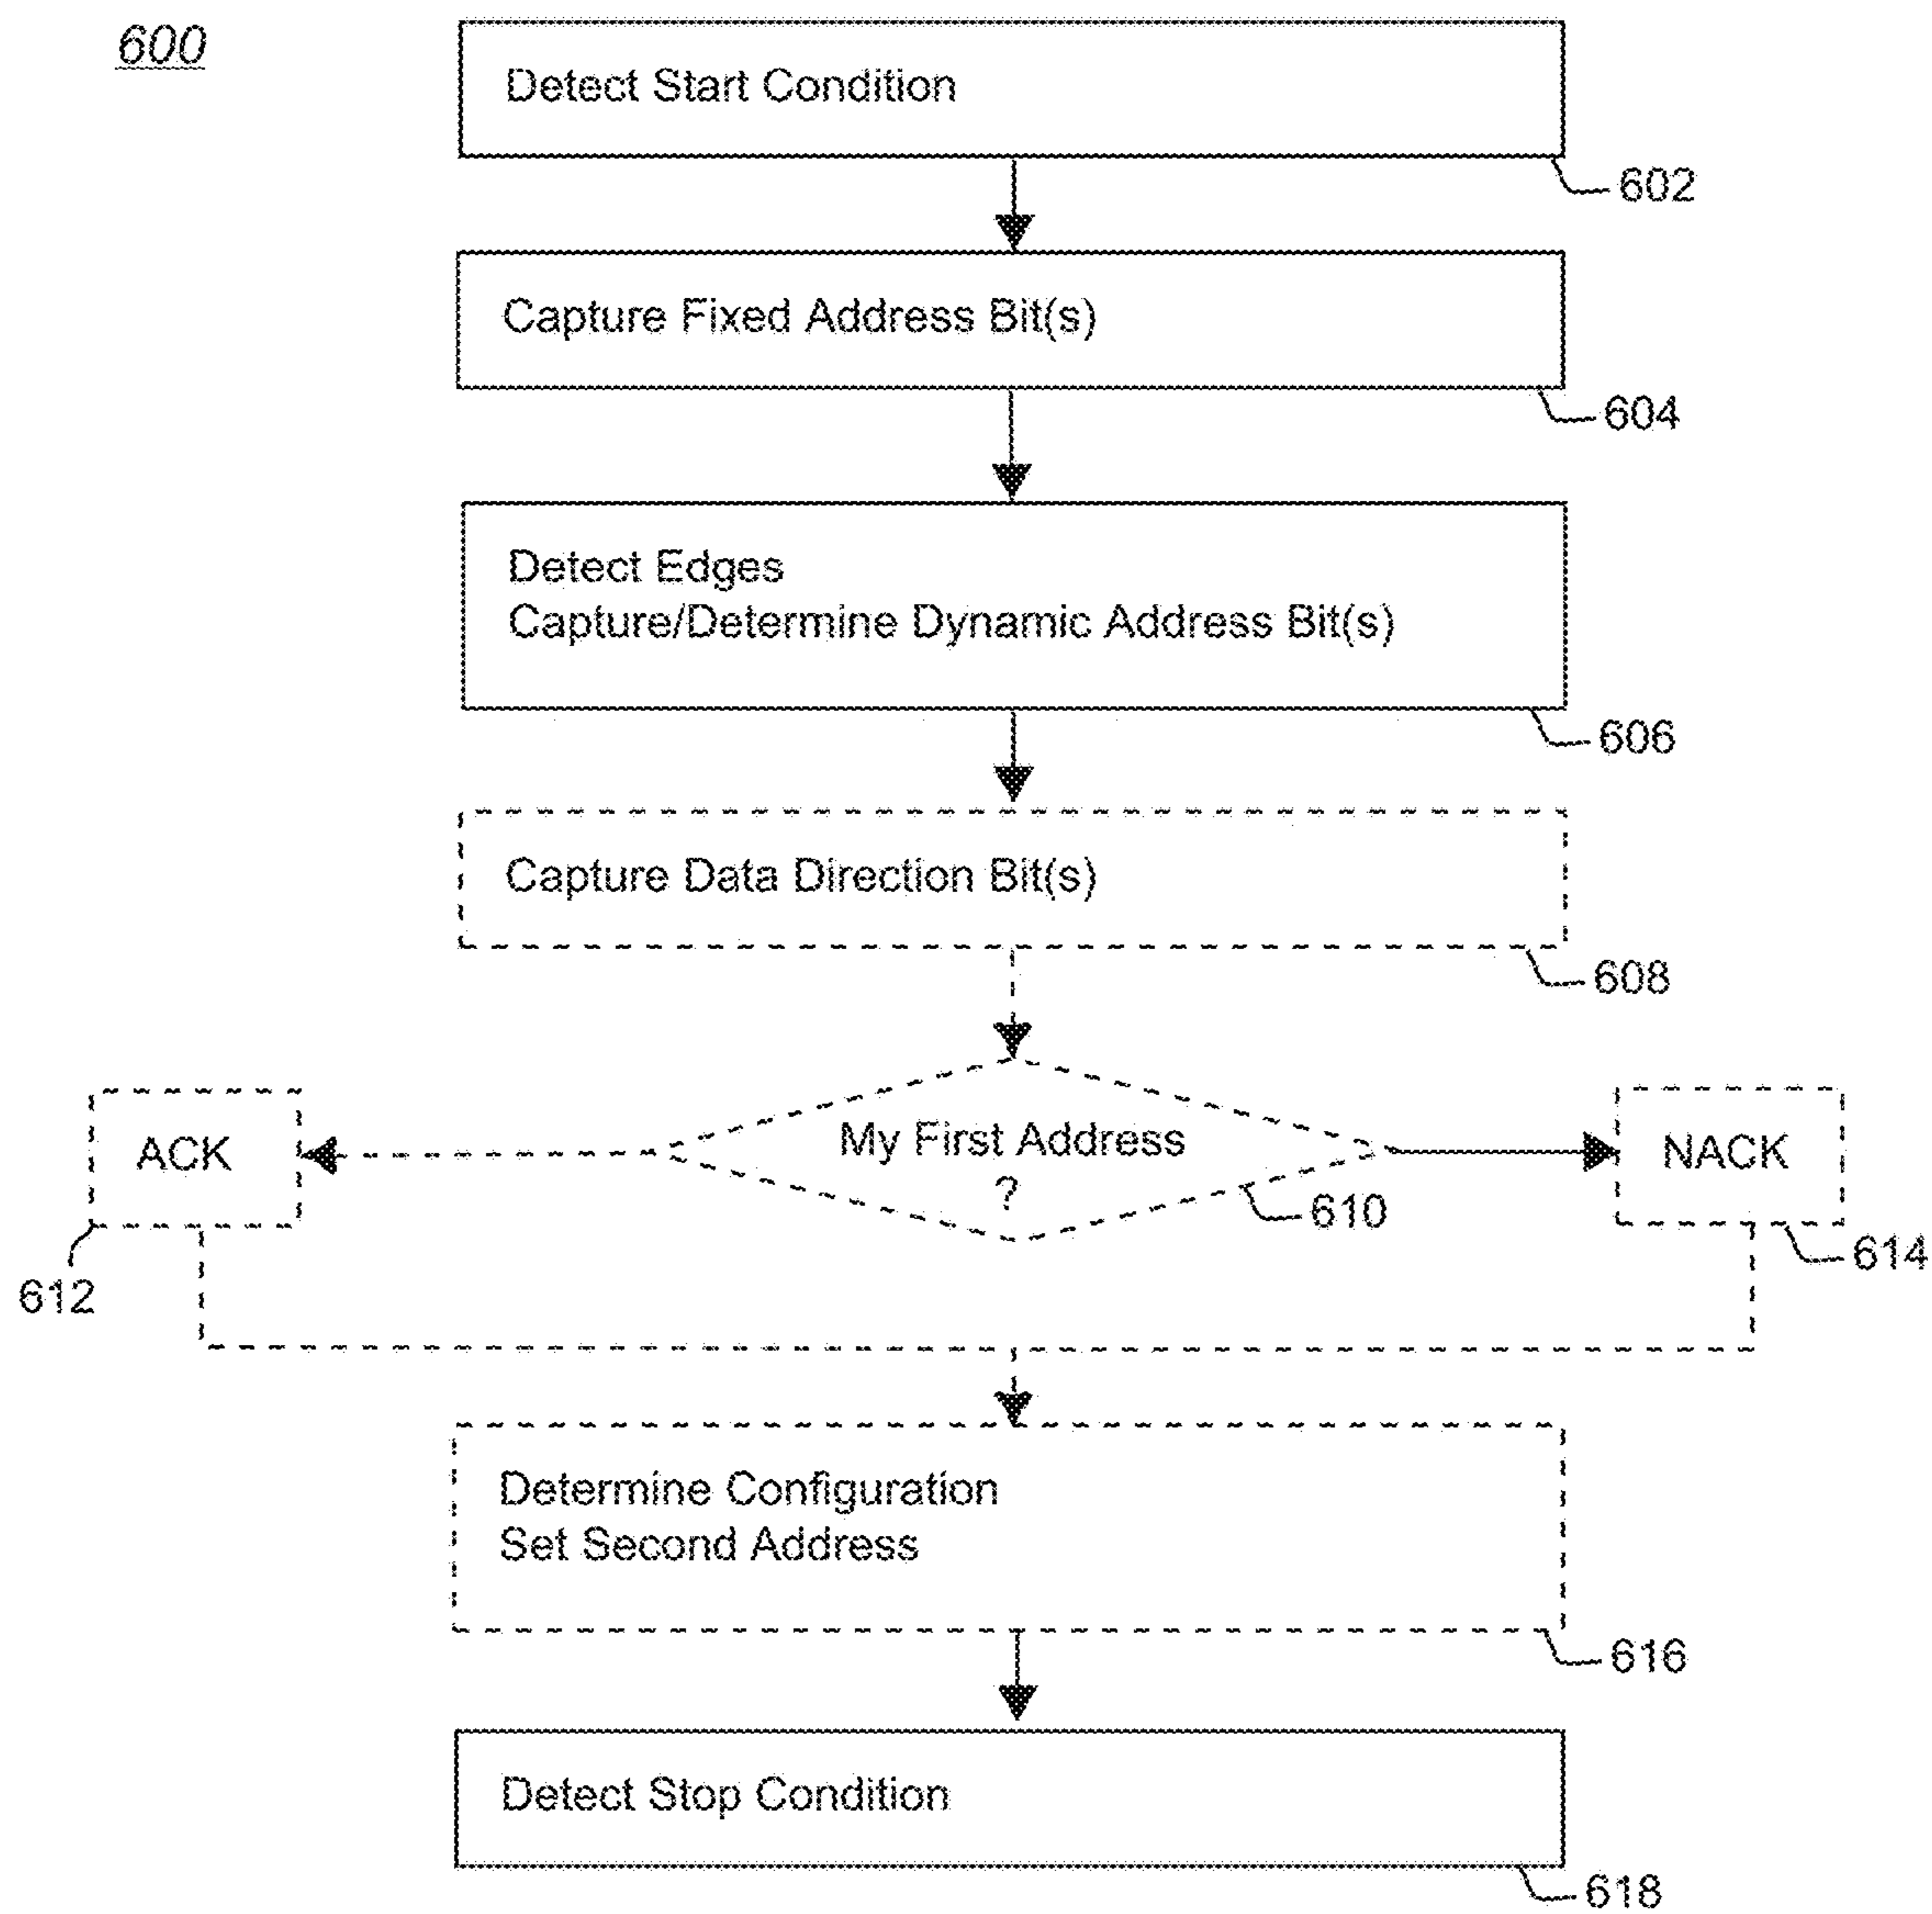 600
Detect Start Condition
602
Capture Fixed Address Bit(s)
604
Detect Edges
Capture/Determine Dynamic Address Bit(s)
606
Capture Data Direction Bit(s)
608
My First Address
?
610
ACK
612
NACK
614
Determine Configuration
Set Second Address
616
Detect Stop Condition
618